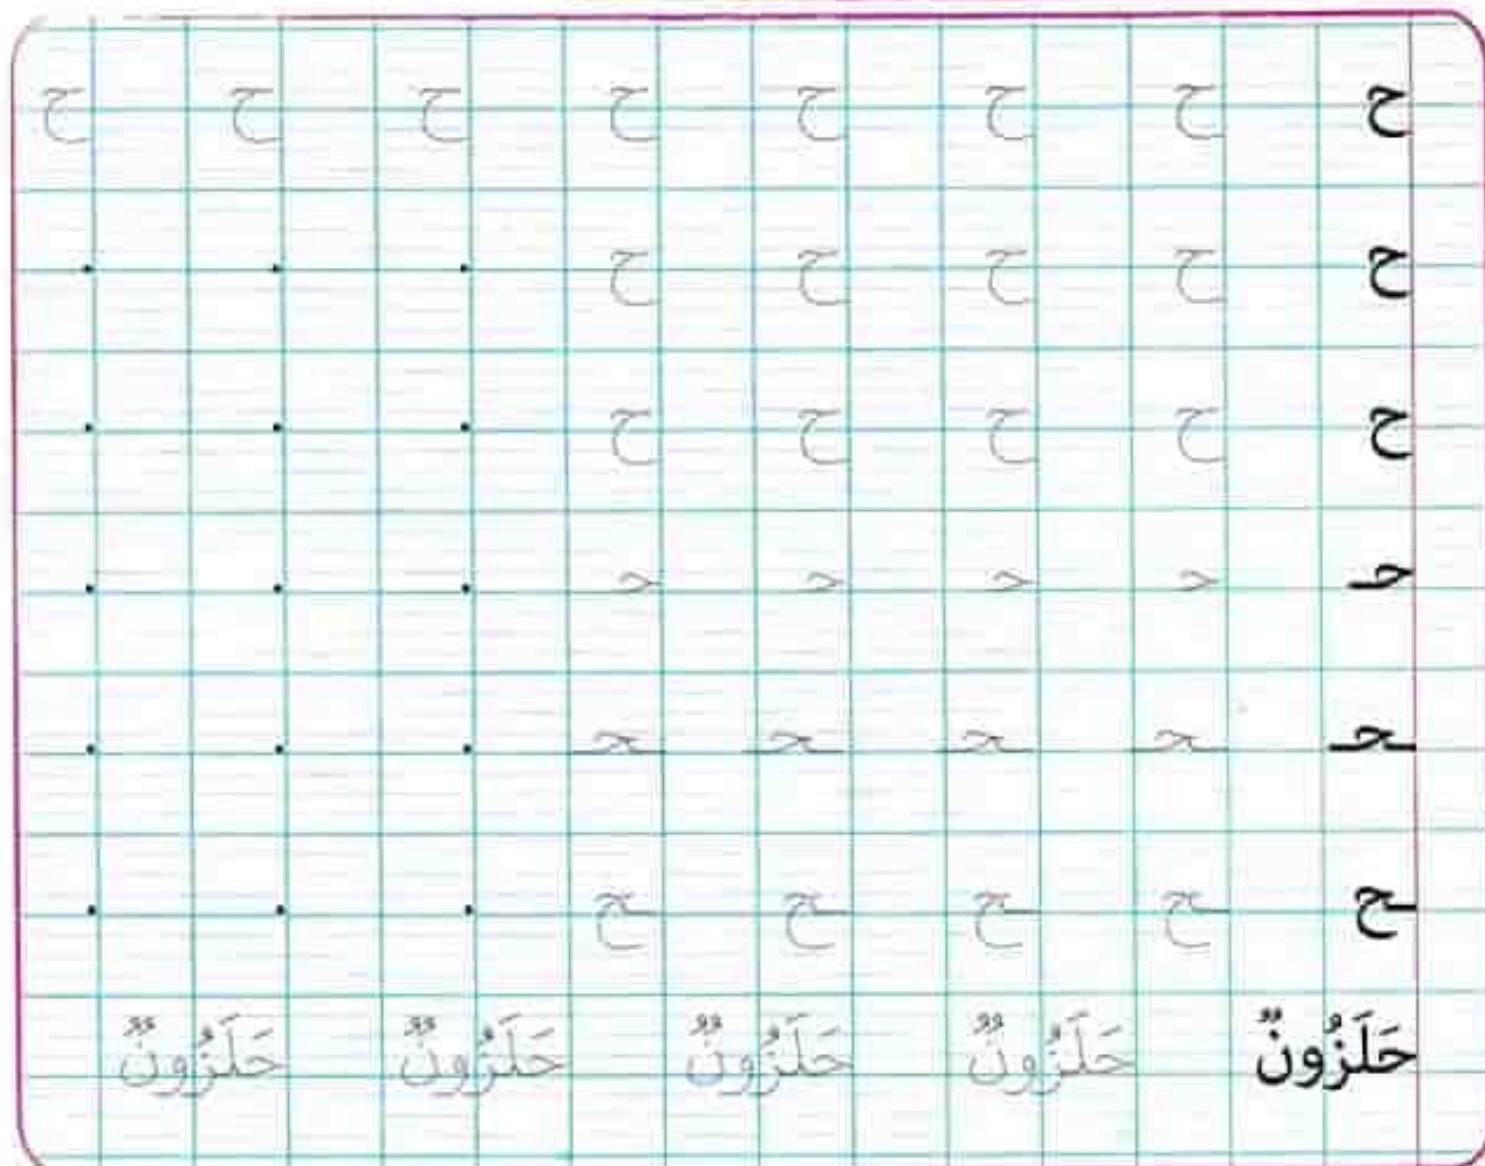 ح ح ح ح ح ح ح ح
ح ح ح ح ح . . .
ح ح ح ح ح . . .
حـ حـ حـ حـ حـ . . .
ـحـ ـحـ ـحـ ـحـ ـحـ . . .
ـح ـح ـح ـح ـح . . .
حَلَزُونٌ حَلَزُونٌ حَلَزُونٌ حَلَزُونٌ حَلَزُونٌ